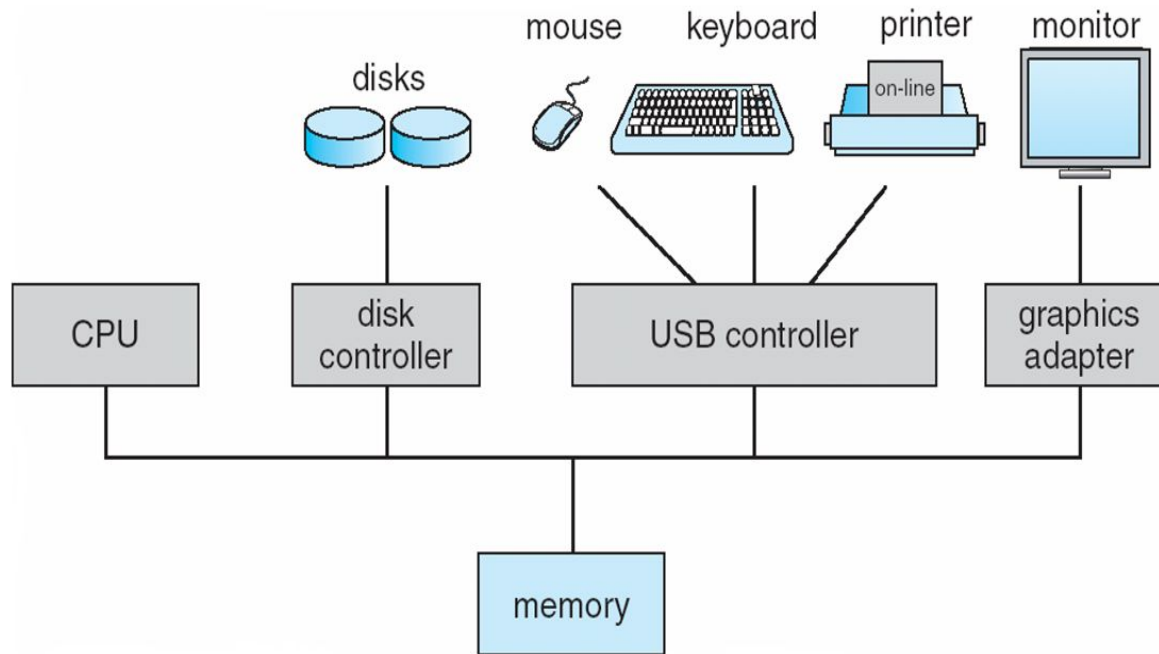 mouse
keyboard
printer
monitor
disks
on-line
CPU
disk
controller
USB controller
graphics
adapter
memory